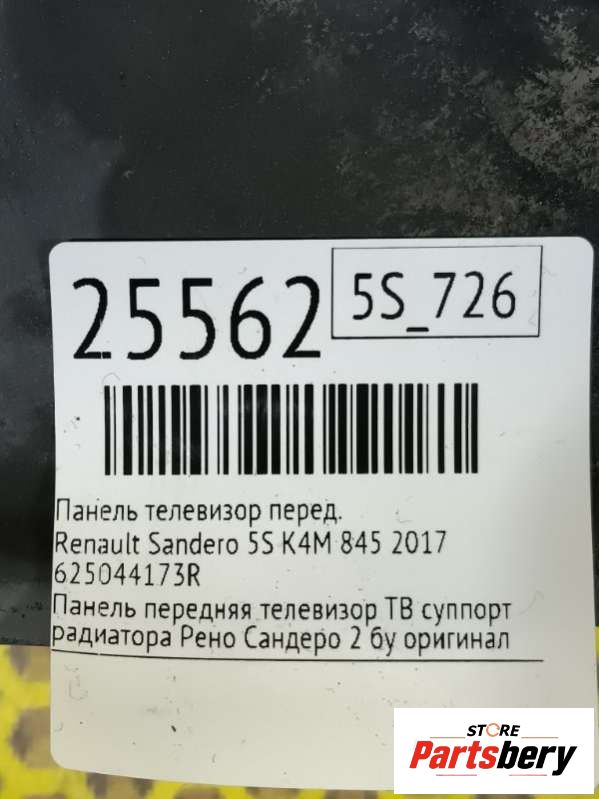 25562
5S_726
Панель телевизор перед.
Renault Sandero 5S K4M 845 2017
625044173R
Панель передняя телевизор ТВ суппорт
радиатора Рено Сандеро 2 бу оригинал
STORE
Partsbery